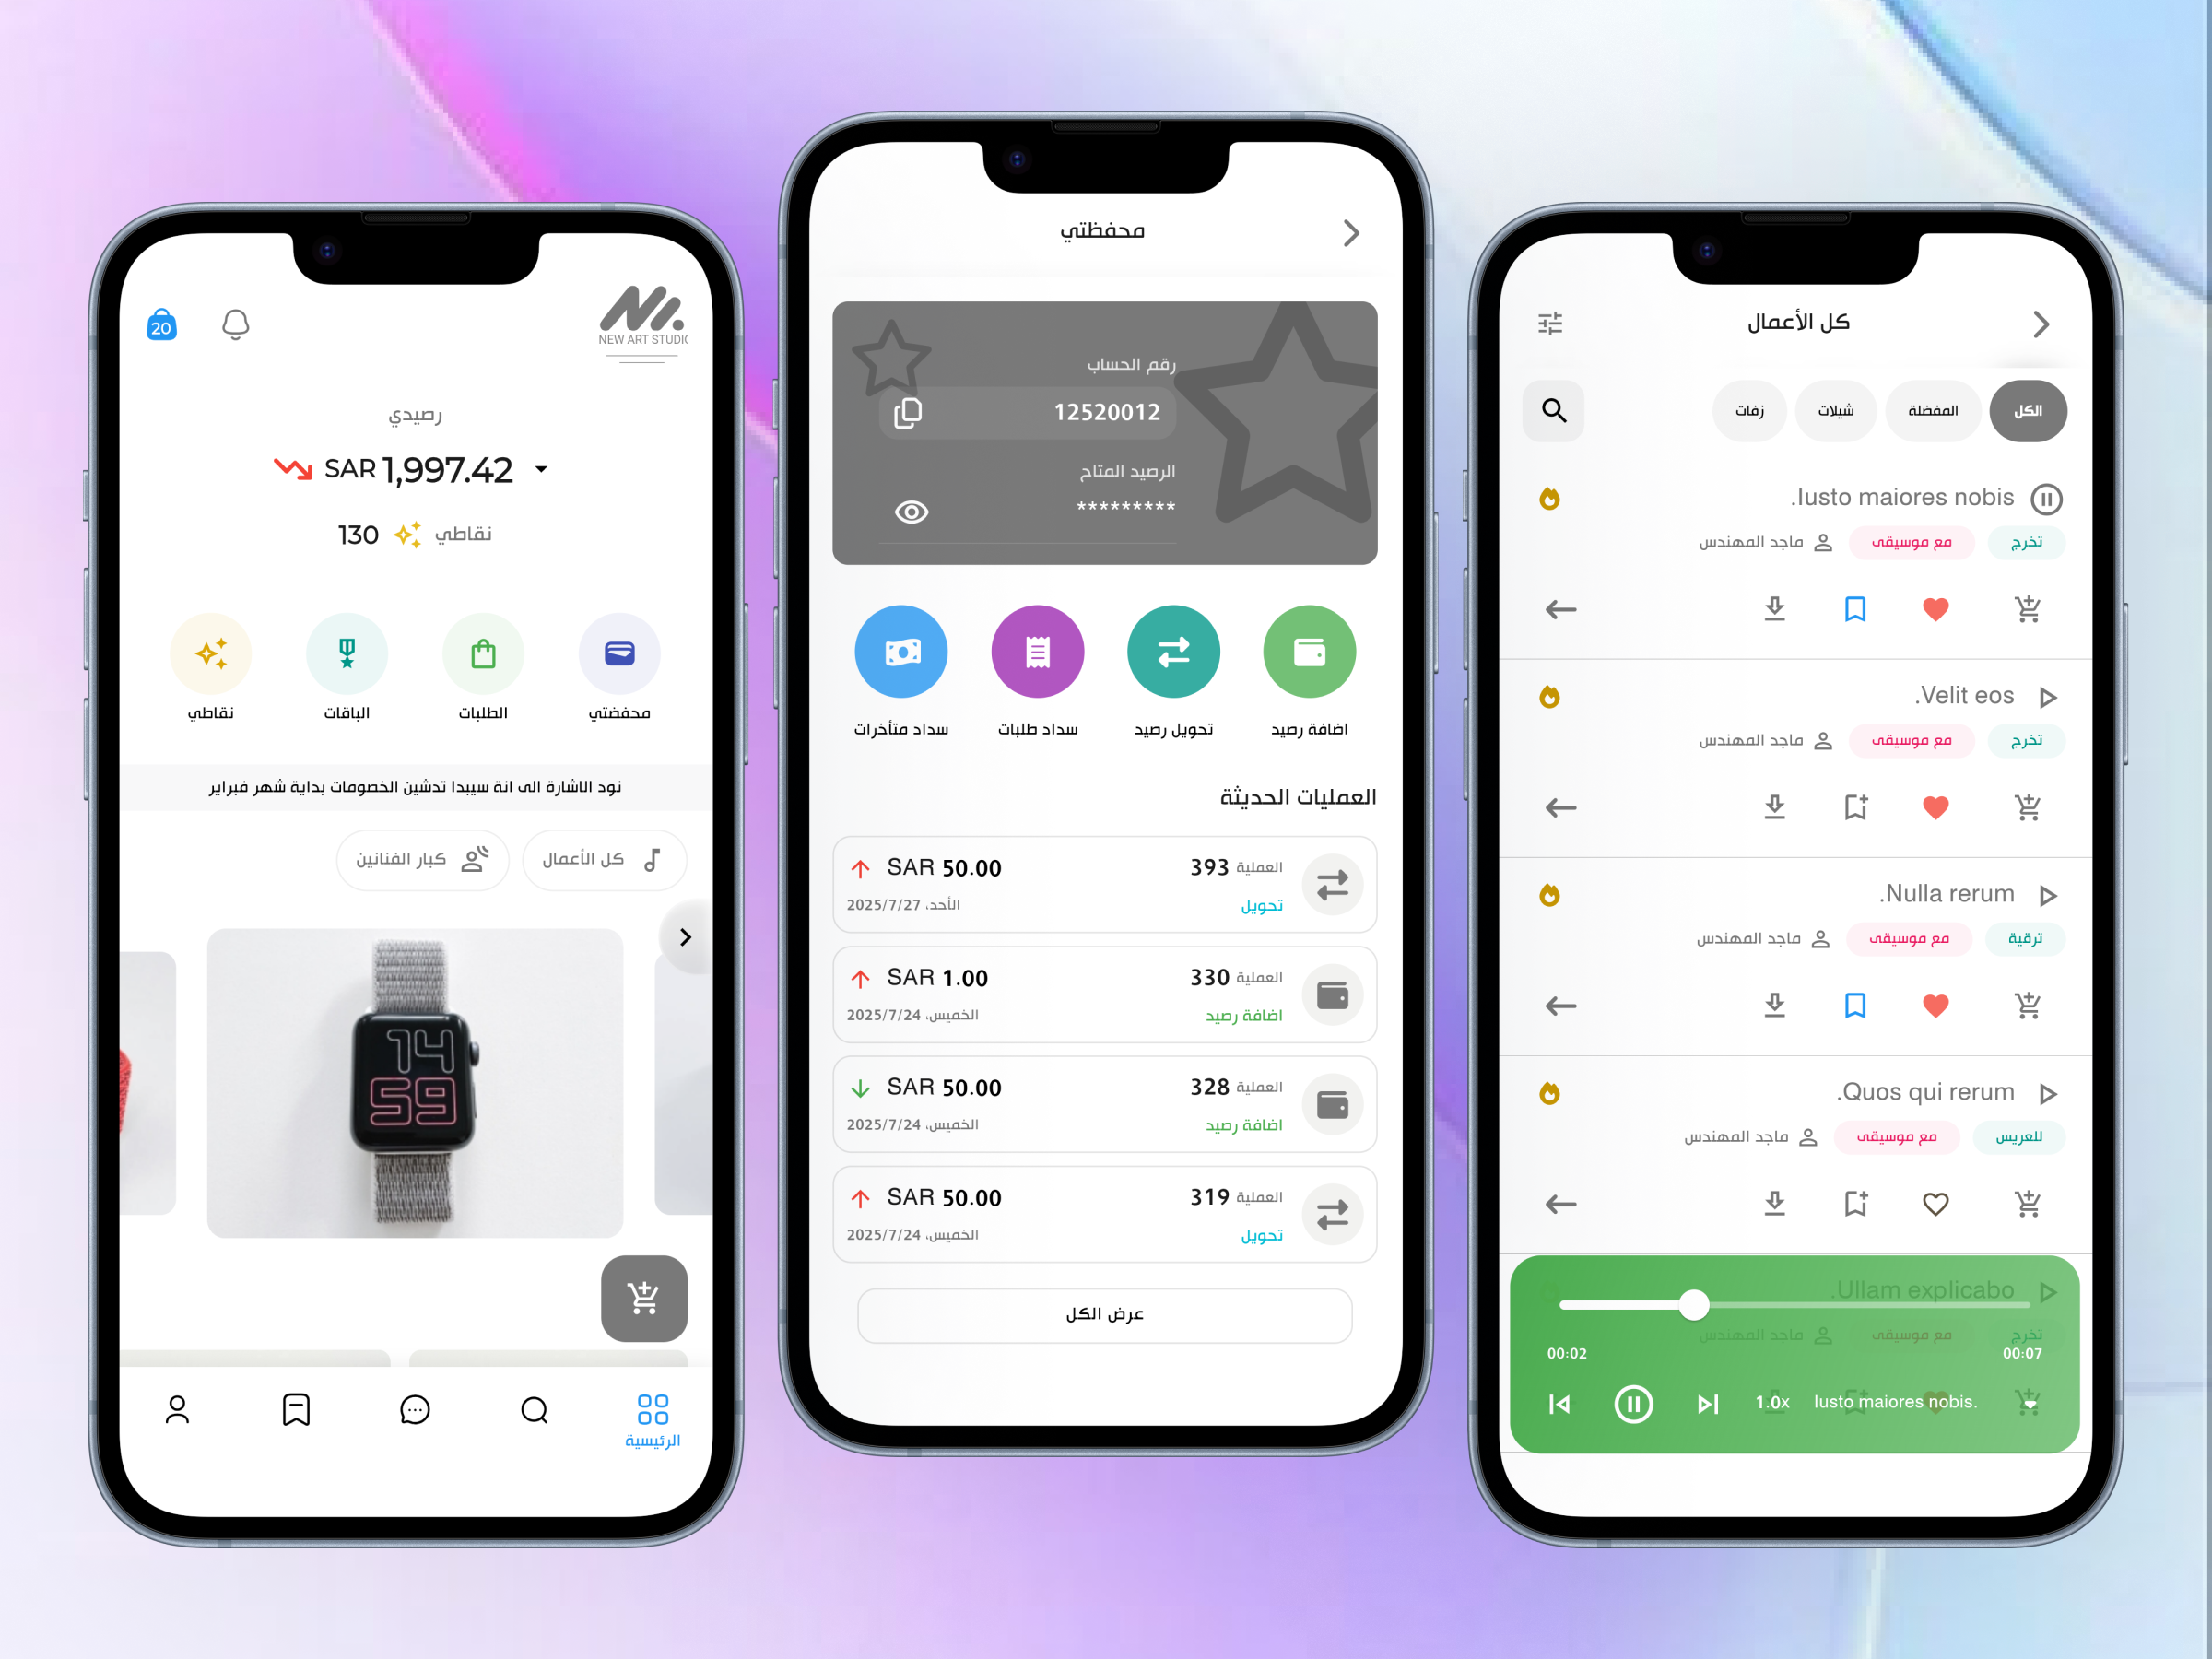 20
NEW ART STUDI
رصيدي
SAR 1,997.42
نقاطي 130
محفضتي
الطلبات
الباقات
نقاطي
نود الاشارة الى انة سيبدا تدشين الخصومات بداية شهر فبراير
كل الأعمال
كبار الفنانين
14
59
الرئيسية
محفظتي
رقم الحساب
12520012
الرصيد المتاح
*********
اضافة رصيد
تحويل رصيد
سداد طلبات
سداد متأخرات
العمليات الحديثة
العملية 393
SAR 50.00
تحويل
الأحد، 2025/7/27
العملية 330
SAR 1.00
اضافة رصيد
الخميس، 2025/7/24
العملية 328
SAR 50.00
اضافة رصيد
الخميس، 2025/7/24
العملية 319
SAR 50.00
تحويل
الخميس، 2025/7/24
عرض الكل
كل الأعمال
الكل
المفضلة
شيلات
زفات
.Iusto maiores nobis
تخرج
مع موسيقى
ماجد المهندس
.Velit eos
تخرج
مع موسيقى
ماجد المهندس
.Nulla rerum
ترقية
مع موسيقى
ماجد المهندس
.Quos qui rerum
للعريس
مع موسيقى
ماجد المهندس
.Ullam explicabo
تخرج
مع موسيقى
ماجد المهندس
00:02
00:07
1.0x
Iusto maiores nobis.